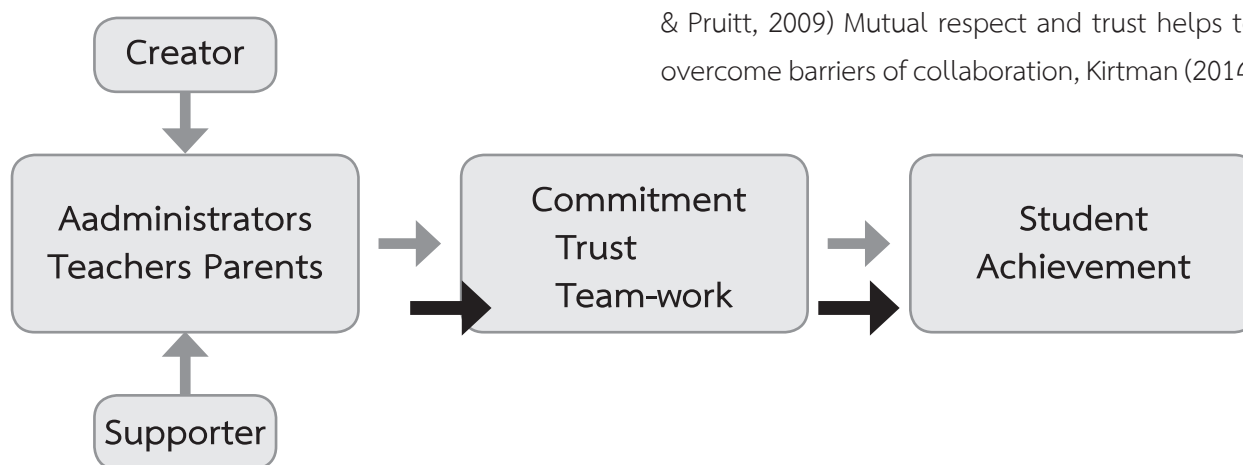 & Pruitt, 2009) Mutual respect and trust helps
overcome barriers of collaboration, Kirtman (2014
Creator
Aadministrators
Teachers Parents
Commitment
Trust
Team-work
Student
Achievement
Supporter